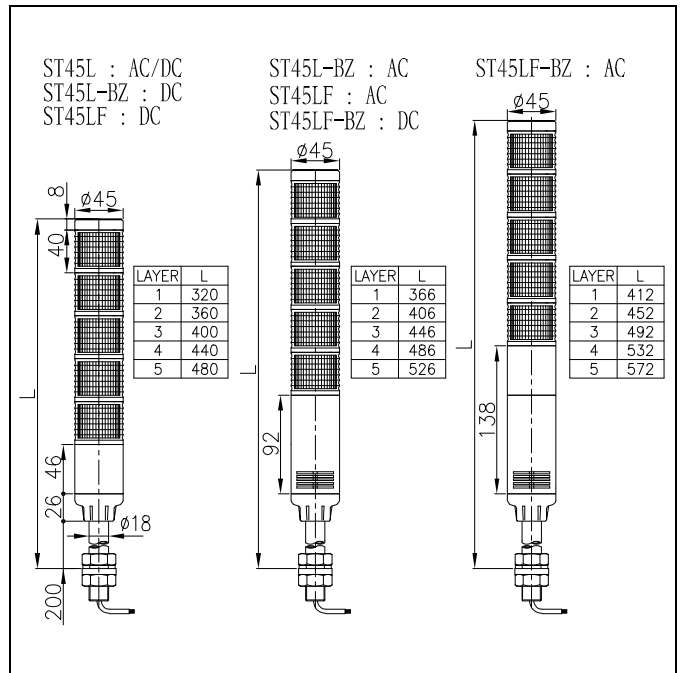 ST45L : AC/DC
ST45L-BZ : DC
ST45LF : DC
ø45
8
40
L
46
26
ø18
200
LAYER L
1 320
2 360
3 400
4 440
5 480
ST45L-BZ : AC
ST45LF : AC
ST45LF-BZ : DC
ø45
L
92
LAYER L
1 366
2 406
3 446
4 486
5 526
ST45LF-BZ : AC
ø45
L
138
LAYER L
1 412
2 452
3 492
4 532
5 572